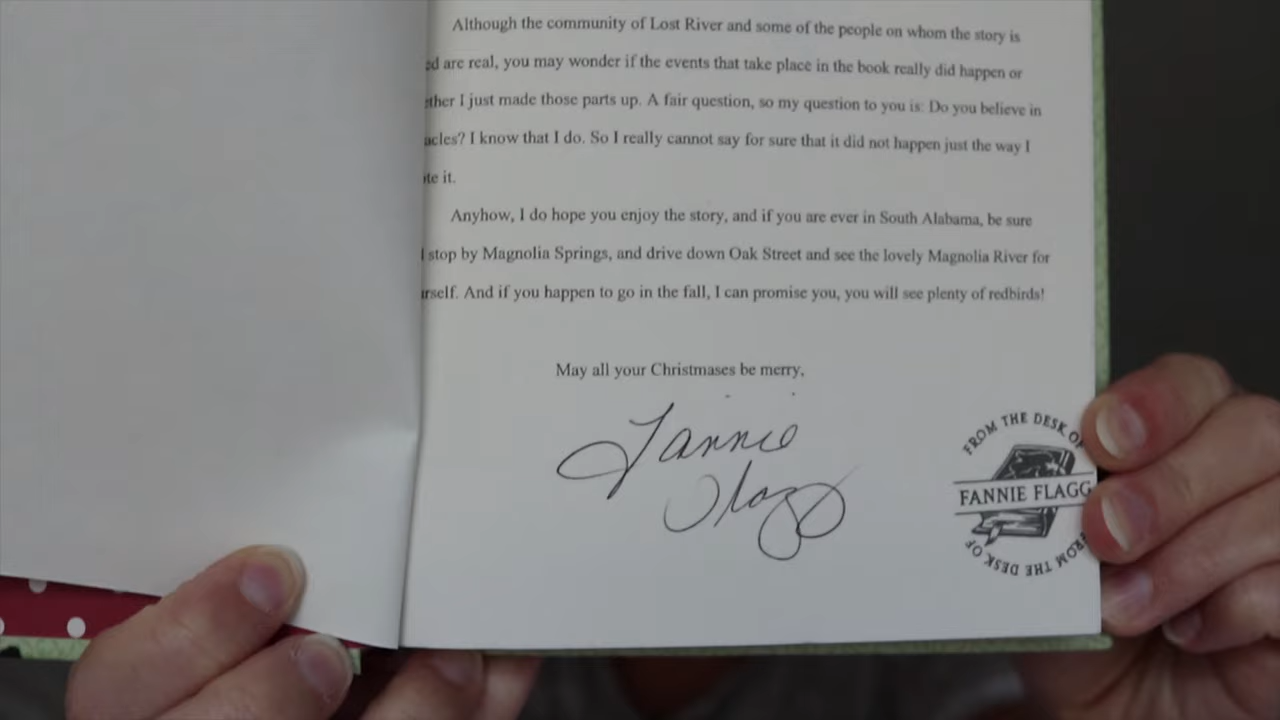 Although the community of Lost River and some of the people on whom the story is
ed are real, you may wonder if the events that take place in the book really did happen or
ether I just made those parts up. A fair question, so my question to you is: Do you believe in
acles? I know that I do. So I really cannot say for sure that it did not happen just the way I
te it.
Anyhow, I do hope you enjoy the story, and if you are ever in South Alabama, be sure
stop by Magnolia Springs, and drive down Oak Street and see the lovely Magnolia River for
rself. And if you happen to go in the fall, I can promise you, you will see plenty of redbirds!
May all your Christmases be merry,
Fannie
Flagg
FROM THE DESK OF
FANNIE FLAGG
FROM THE DESK OF